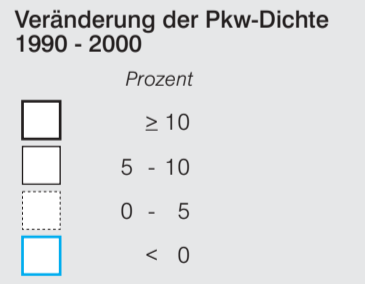 Veränderung der Pkw-Dichte
1990 - 2000
Prozent
≥ 10
5 - 10
0 - 5
< 0